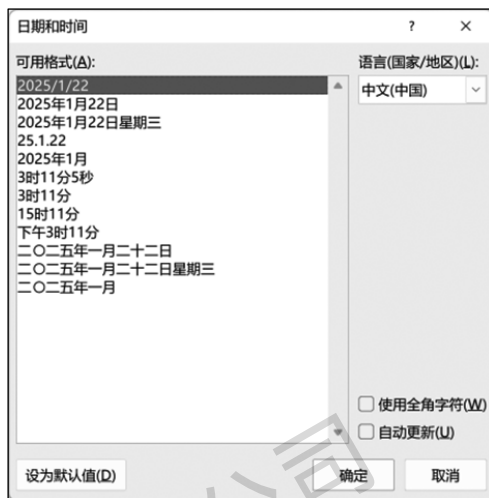 日期和时间 ? ×
可用格式(A): 语言(国家/地区)(L):
2025/1/22 中文(中国)
2025年1月22日
2025年1月22日星期三
25.1.22
2025年1月
3时11分5秒
3时11分
15时11分
下午3时11分
二〇二五年一月二十二日
二〇二五年一月二十二日星期三
二〇二五年一月
使用全角字符(W)
自动更新(U)
设为默认值(D) 确定 取消
公司